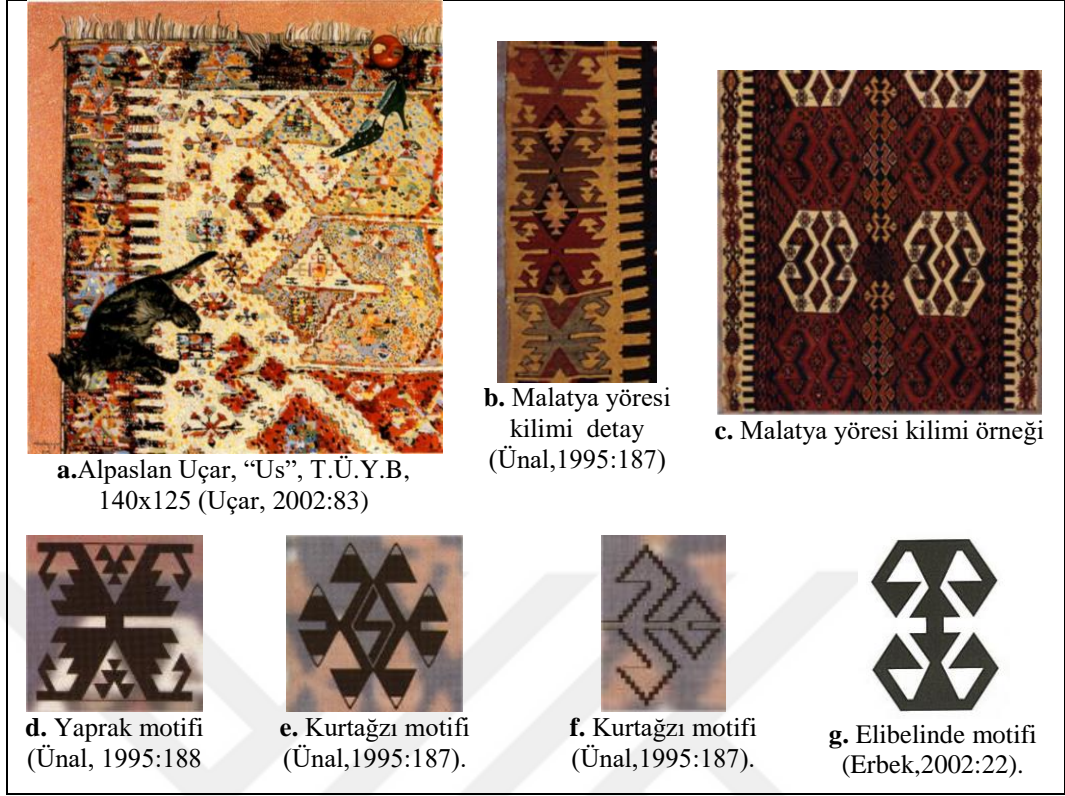 a.Alpaslan Uçar, “Us”, T.Ü.Y.B,
140x125 (Uçar, 2002:83)
b. Malatya yöresi
kilimi detay
(Ünal,1995:187)
c. Malatya yöresi kilimi örneği
d. Yaprak motifi
(Ünal, 1995:188
e. Kurtağzı motifi
(Ünal,1995:187).
f. Kurtağzı motifi
(Ünal,1995:187).
g. Elibelinde motifi
(Erbek,2002:22).